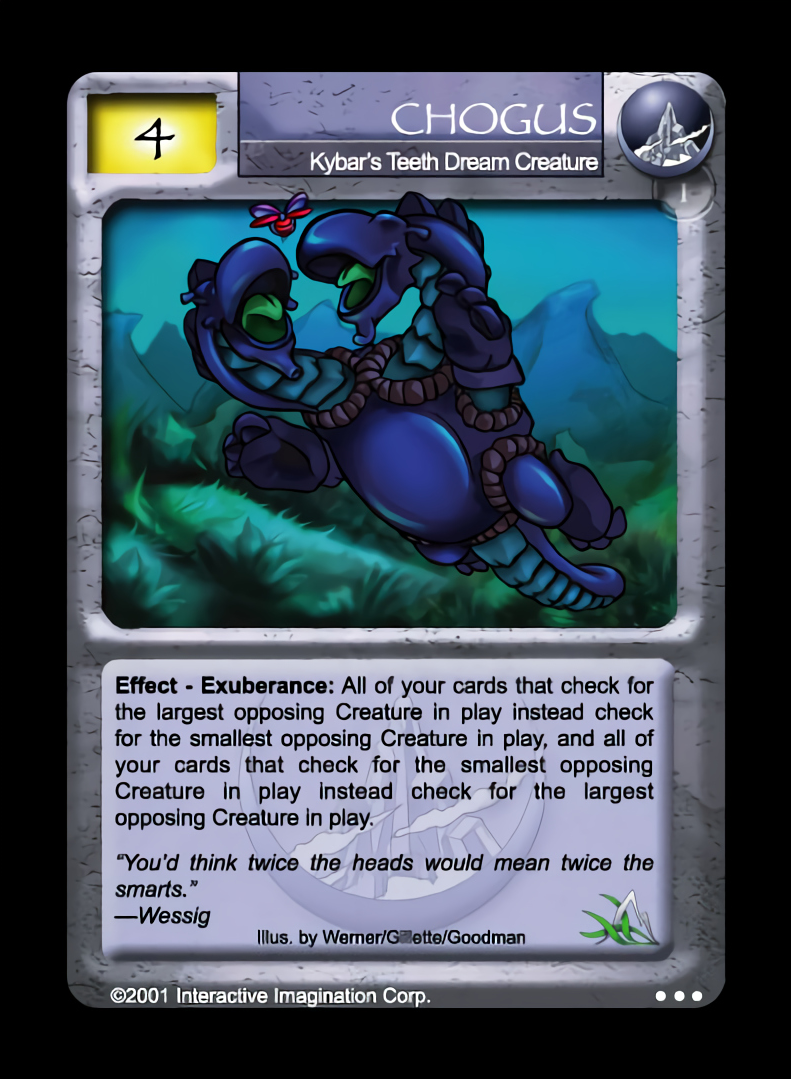 4
CHOGUS
Kybar's Teeth Dream Creature
1
Effect - Exuberance: All of your cards that check for
the largest opposing Creature in play instead check
for the smallest opposing Creature in play, and all of
your cards that check for the smallest opposing
Creature in play instead check for the largest
opposing Creature in play.
“You'd think twice the heads would mean twice the
smarts.”
—Wessig
Illus. by
©2001 Interactive Imagination Corp.